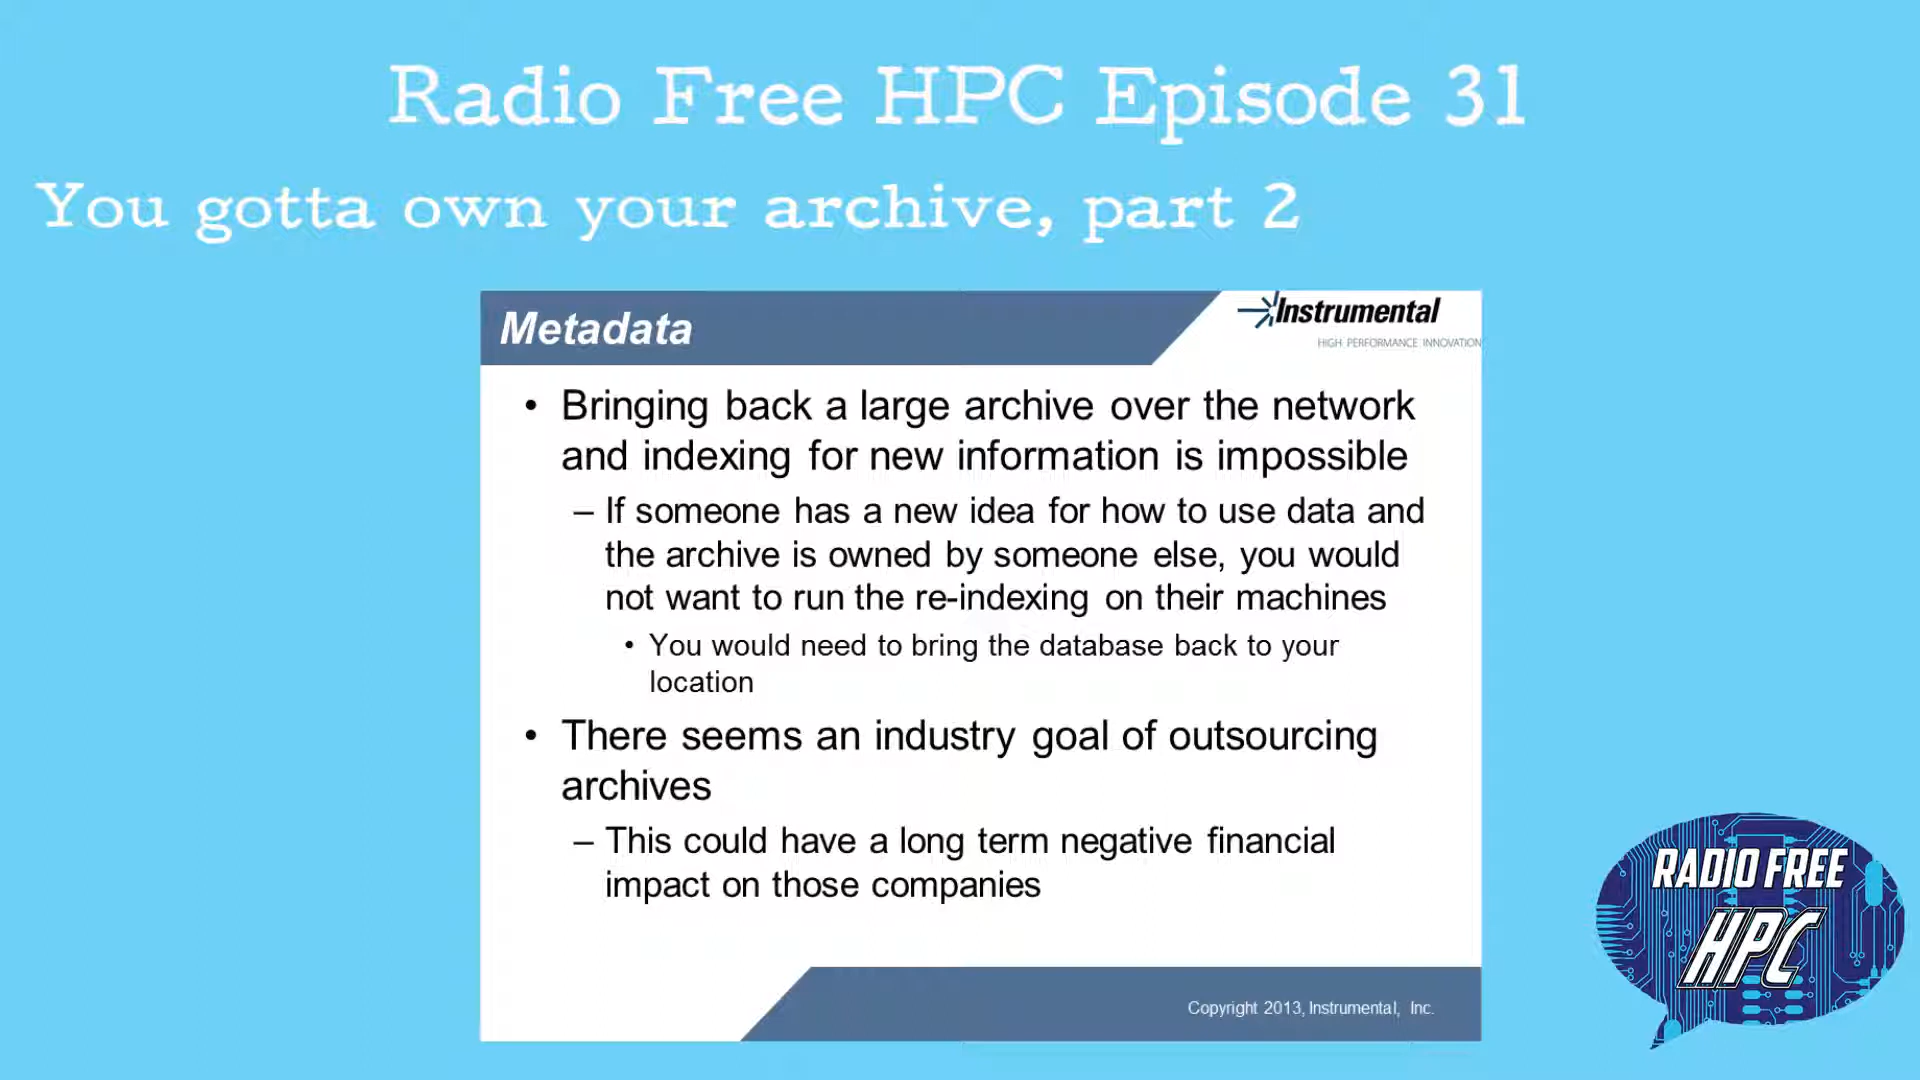 Radio Free HPC Episode 31
You gotta own your archive, part 2
Metadata
Instrumental
HIGH PERFORMANCE INNOVATION
• Bringing back a large archive over the network
and indexing for new information is impossible
– If someone has a new idea for how to use data and
the archive is owned by someone else, you would
not want to run the re-indexing on their machines
• You would need to bring the database back to your
location
• There seems an industry goal of outsourcing
archives
– This could have a long term negative financial
impact on those companies
Copyright 2013, Instrumental, Inc.
RADIO FREE
HPC